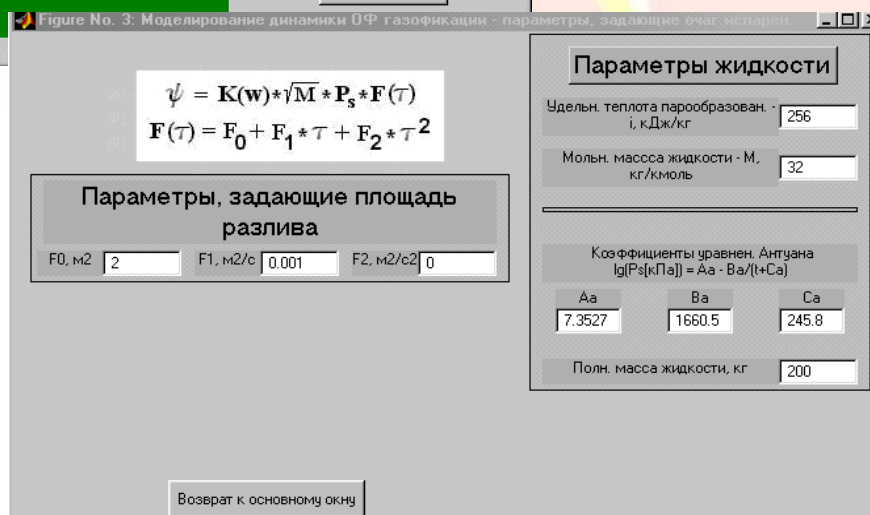 Figure No. 3: Моделирование динамики ОФ газофикации - параметры, задающие очаг испарен.
ψ = K(w)*√M * Ps * F(τ)
F(τ) = F0 + F1 * τ + F2 * τ²
Параметры, задающие площадь
разлива
F0, м2 2 F1, м2/с 0.001 F2, м2/с2 0
Параметры жидкости
Удельн. теплота парообразован. -
i, кДж/кг 256
Мольн. массса жидкости - М,
кг/кмоль 32
Коэффициенты уравнен. Антуана
lg(Ps[кПа]) = Aa - Ba/(t+Ca)
Aa Ba Ca
7.3527 1660.5 245.8
Полн. масса жидкости, кг 200
Возврат к основному окну